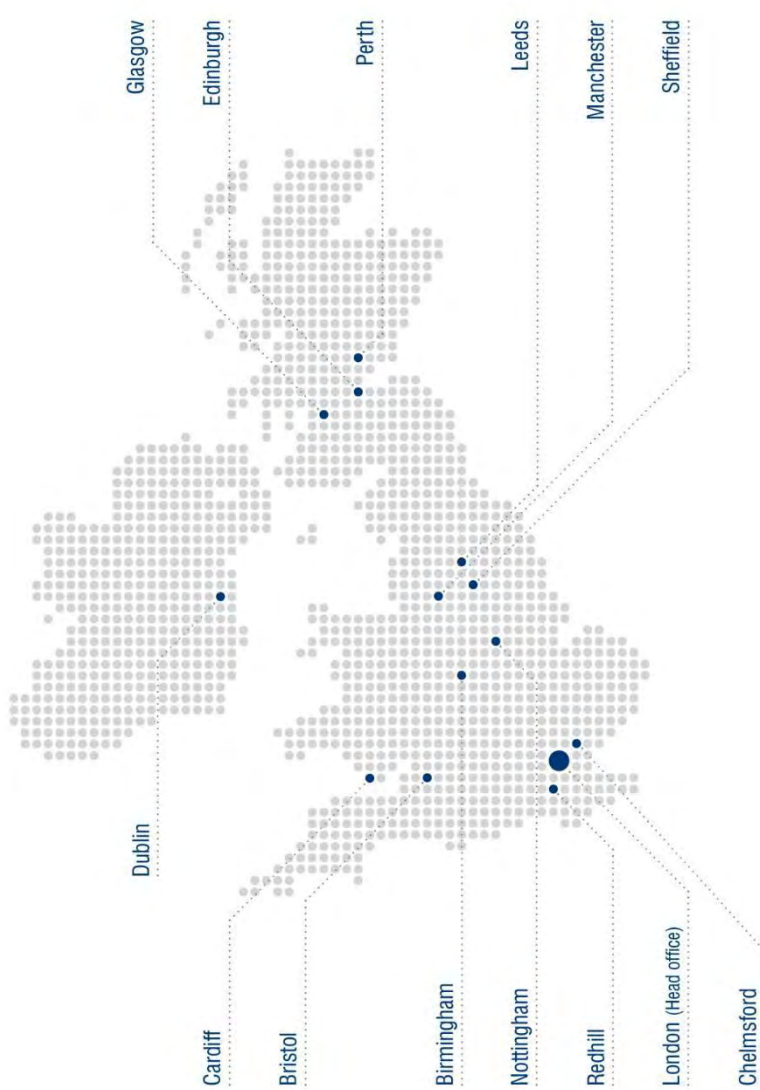 Glasgow
Edinburgh
Perth
Leeds
Manchester
Sheffield
Dublin
Cardiff
Bristol
Birmingham
Nottingham
Redhill
London (Head office)
Chelmsford